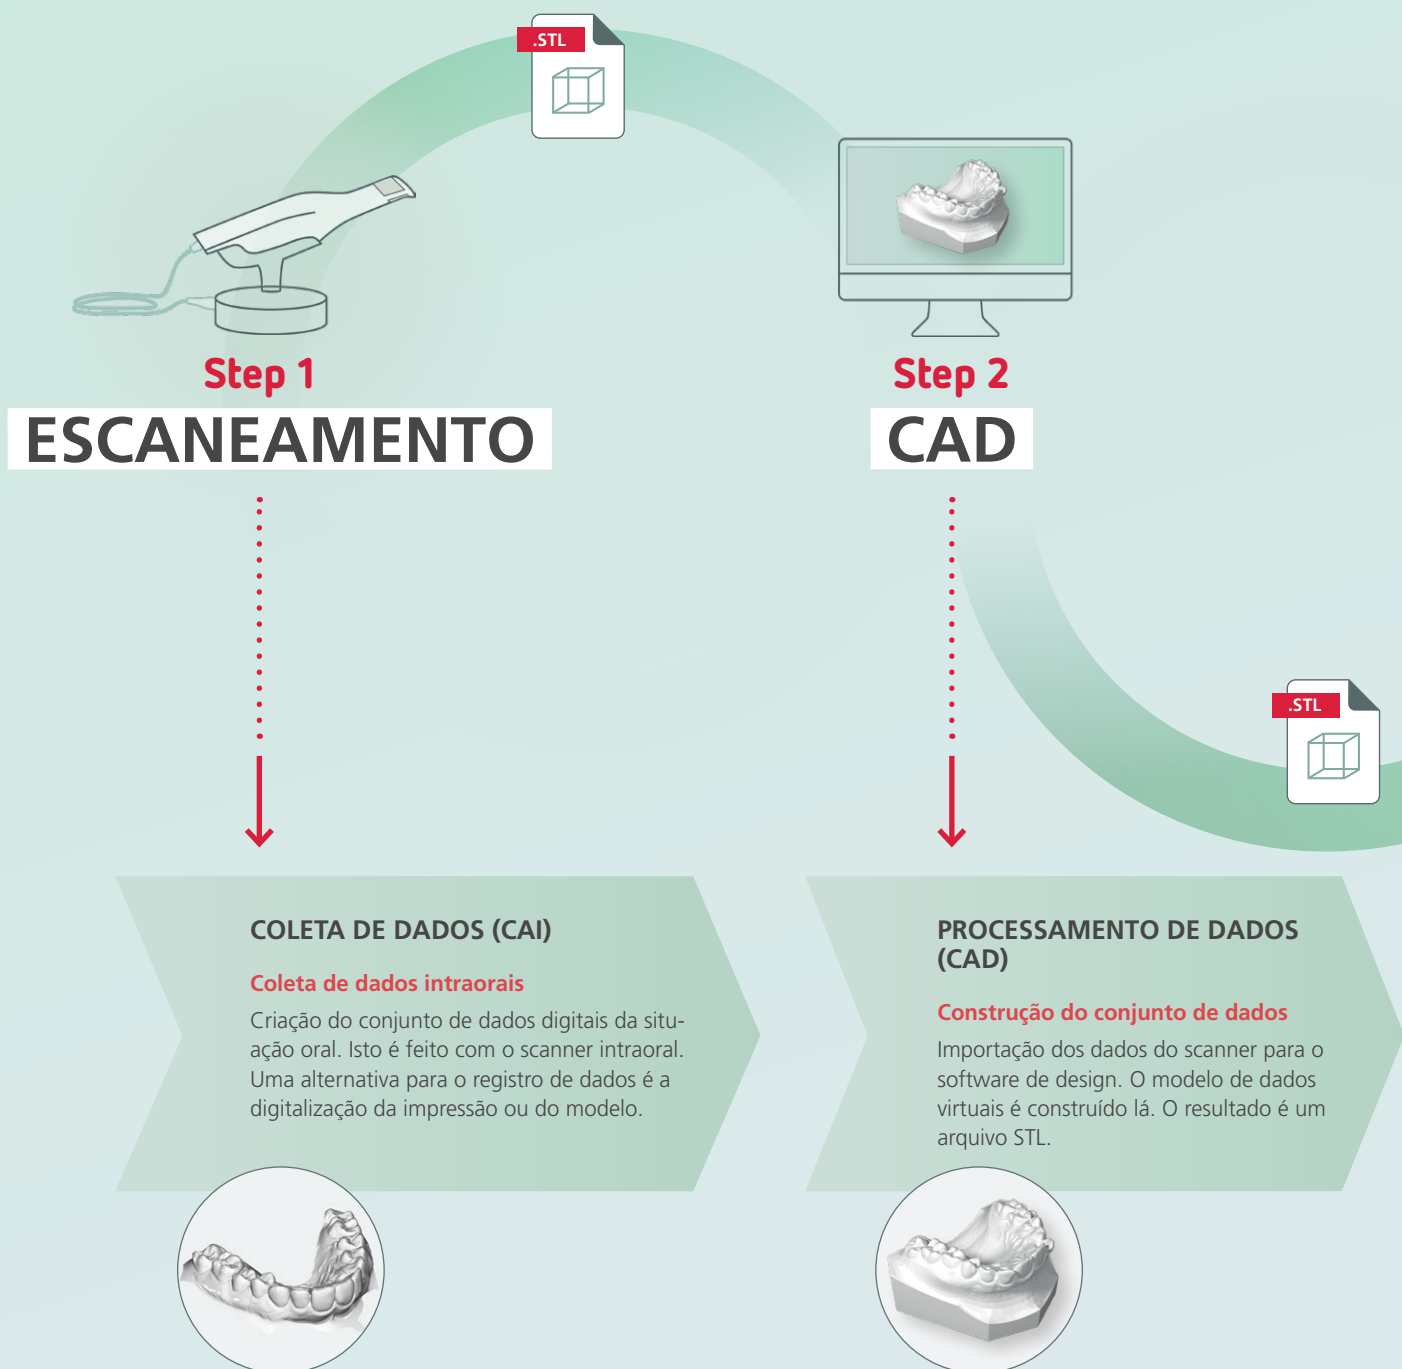 .STL
Step 1
ESCANEAMENTO
Step 2
CAD
.STL
COLETA DE DADOS (CAI)
Coleta de dados intraorais
Criação do conjunto de dados digitais da situ-
ação oral. Isto é feito com o scanner intraoral.
Uma alternativa para o registro de dados é a
digitalização da impressão ou do modelo.
PROCESSAMENTO DE DADOS
(CAD)
Construção do conjunto de dados
Importação dos dados do scanner para o
software de design. O modelo de dados
virtuais é construído lá. O resultado é um
arquivo STL.